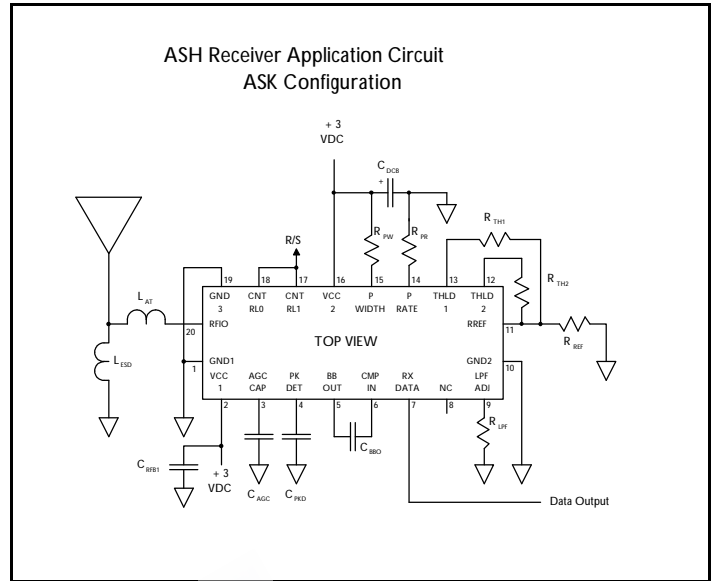 ASH Receiver Application Circuit
ASK Configuration
+ 3
VDC
C DCB
+
R PW
R PR
R TH1
R/S
19
18
17
16
15
14
13
12
L AT
GND
3
CNT
RL0
CNT
RL1
VCC
2
P
WIDTH
P
RATE
THLD
1
THLD
2
R TH2
RFIO
20
TOP VIEW
RREF
11
R REF
L ESD
1
GND1
VCC
1
AGC
CAP
PK
DET
BB
OUT
CMP
IN
RX
DATA
NC
LPF
ADJ
GND2
10
2
3
4
5
6
7
8
9
R LPF
C BBO
C RFB1
+ 3
VDC
C AGC
C PKD
Data Output